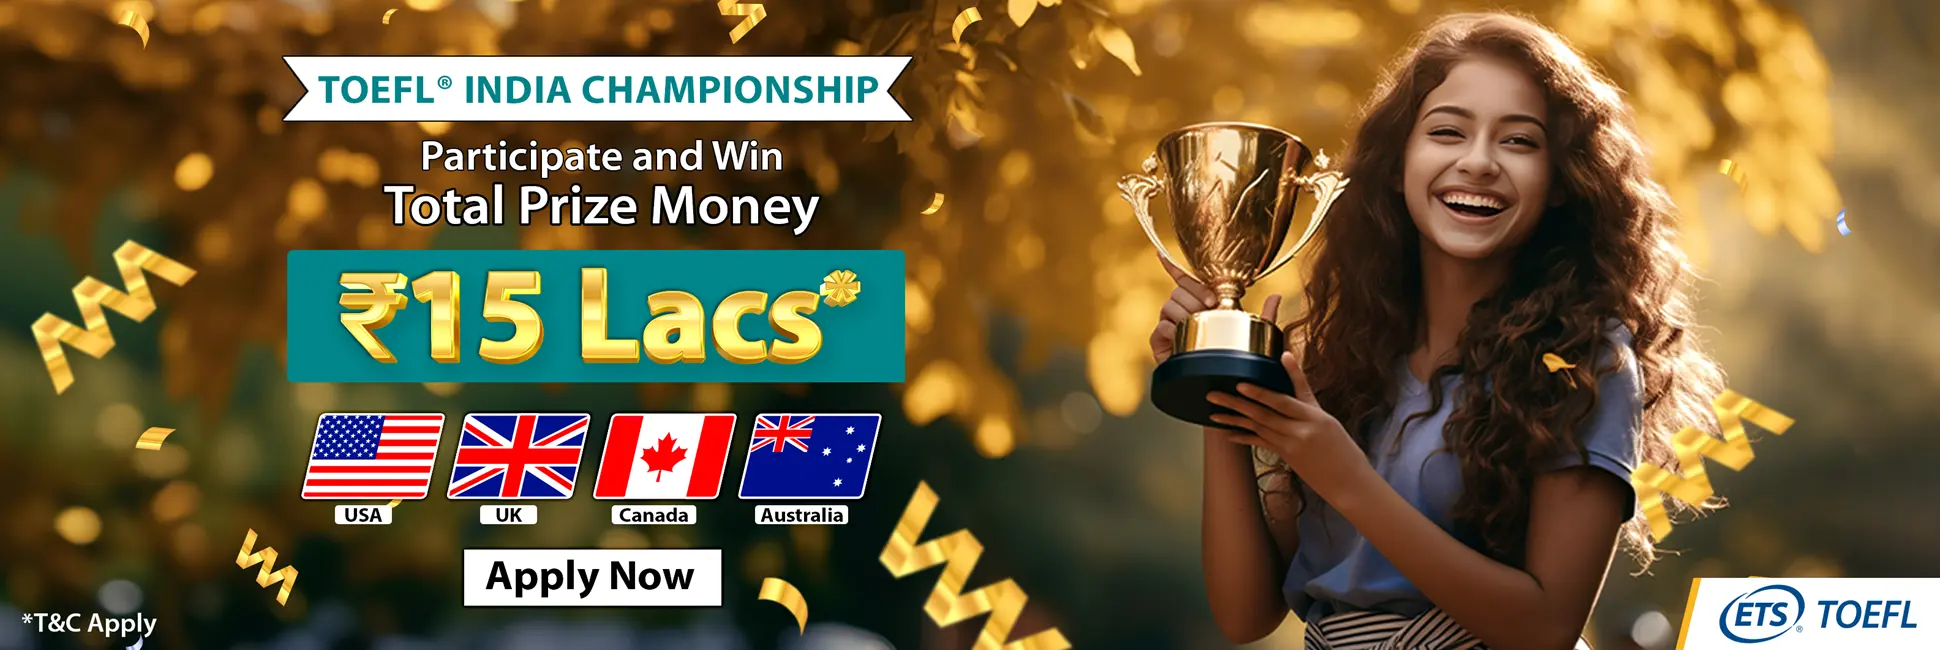 TOEFL® INDIA CHAMPIONSHIP
Participate and Win
Total Prize Money
₹15 Lacs*
USA
UK
Canada
Australia
Apply Now
*T&C Apply
ETS® TOEFL